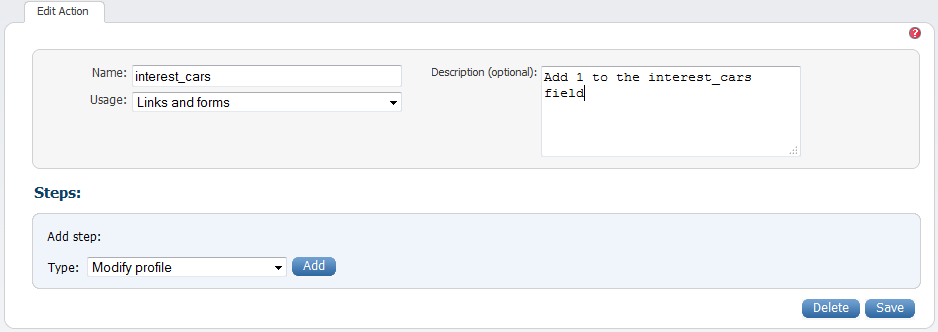 Edit Action
?
Name: interest_cars
Usage: Links and forms
Description (optional): Add 1 to the interest_cars
field
Steps:
Add step:
Type: Modify profile Add
Delete Save